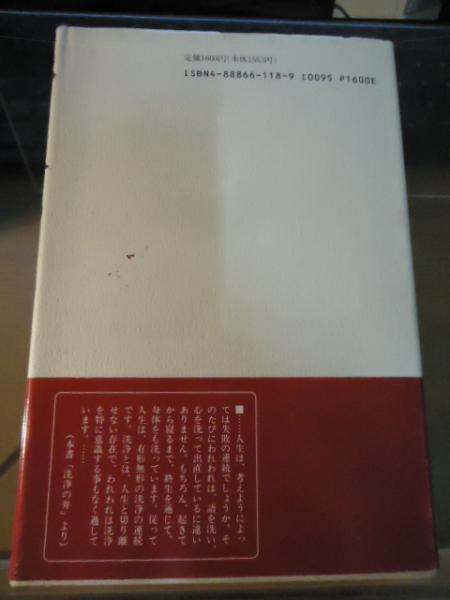 定価1600円(本体1553円)
ISBN4-88866-118-9 C0095 P1600E
■……人生は、考えようによっ
ては失敗の連続でしょうか。そ
のたびにわれわれは、語を洗い、
心を洗って出直しているに違い
ありません。もちろん、起きて
から寝るまで、終生を通じて、
身体をも洗っています。従って
人生は、有形無形の洗浄の連続
です。洗浄とは、人生と切り離
せない存在で、われわれは洗浄
を特に意識する事もなく過して
います。……
(本書「洗浄の旁」より)